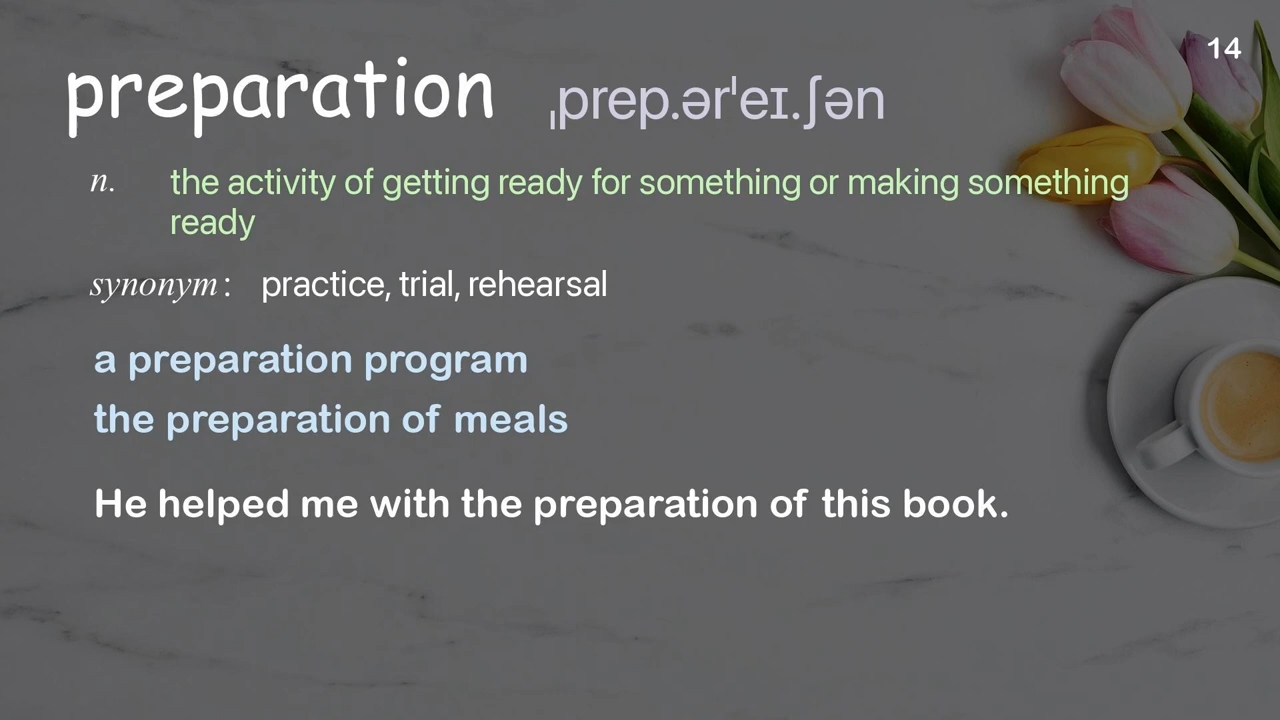 14
preparation ˌprep.ərˈeɪ.ʃən
n. the activity of getting ready for something or making something
ready
synonym: practice, trial, rehearsal
a preparation program
the preparation of meals
He helped me with the preparation of this book.